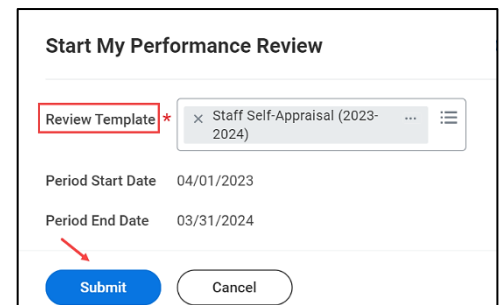 Start My Performance Review
Review Template * × Staff Self-Appraisal (2023-
2024) ...
Period Start Date 04/01/2023
Period End Date 03/31/2024
Submit Cancel